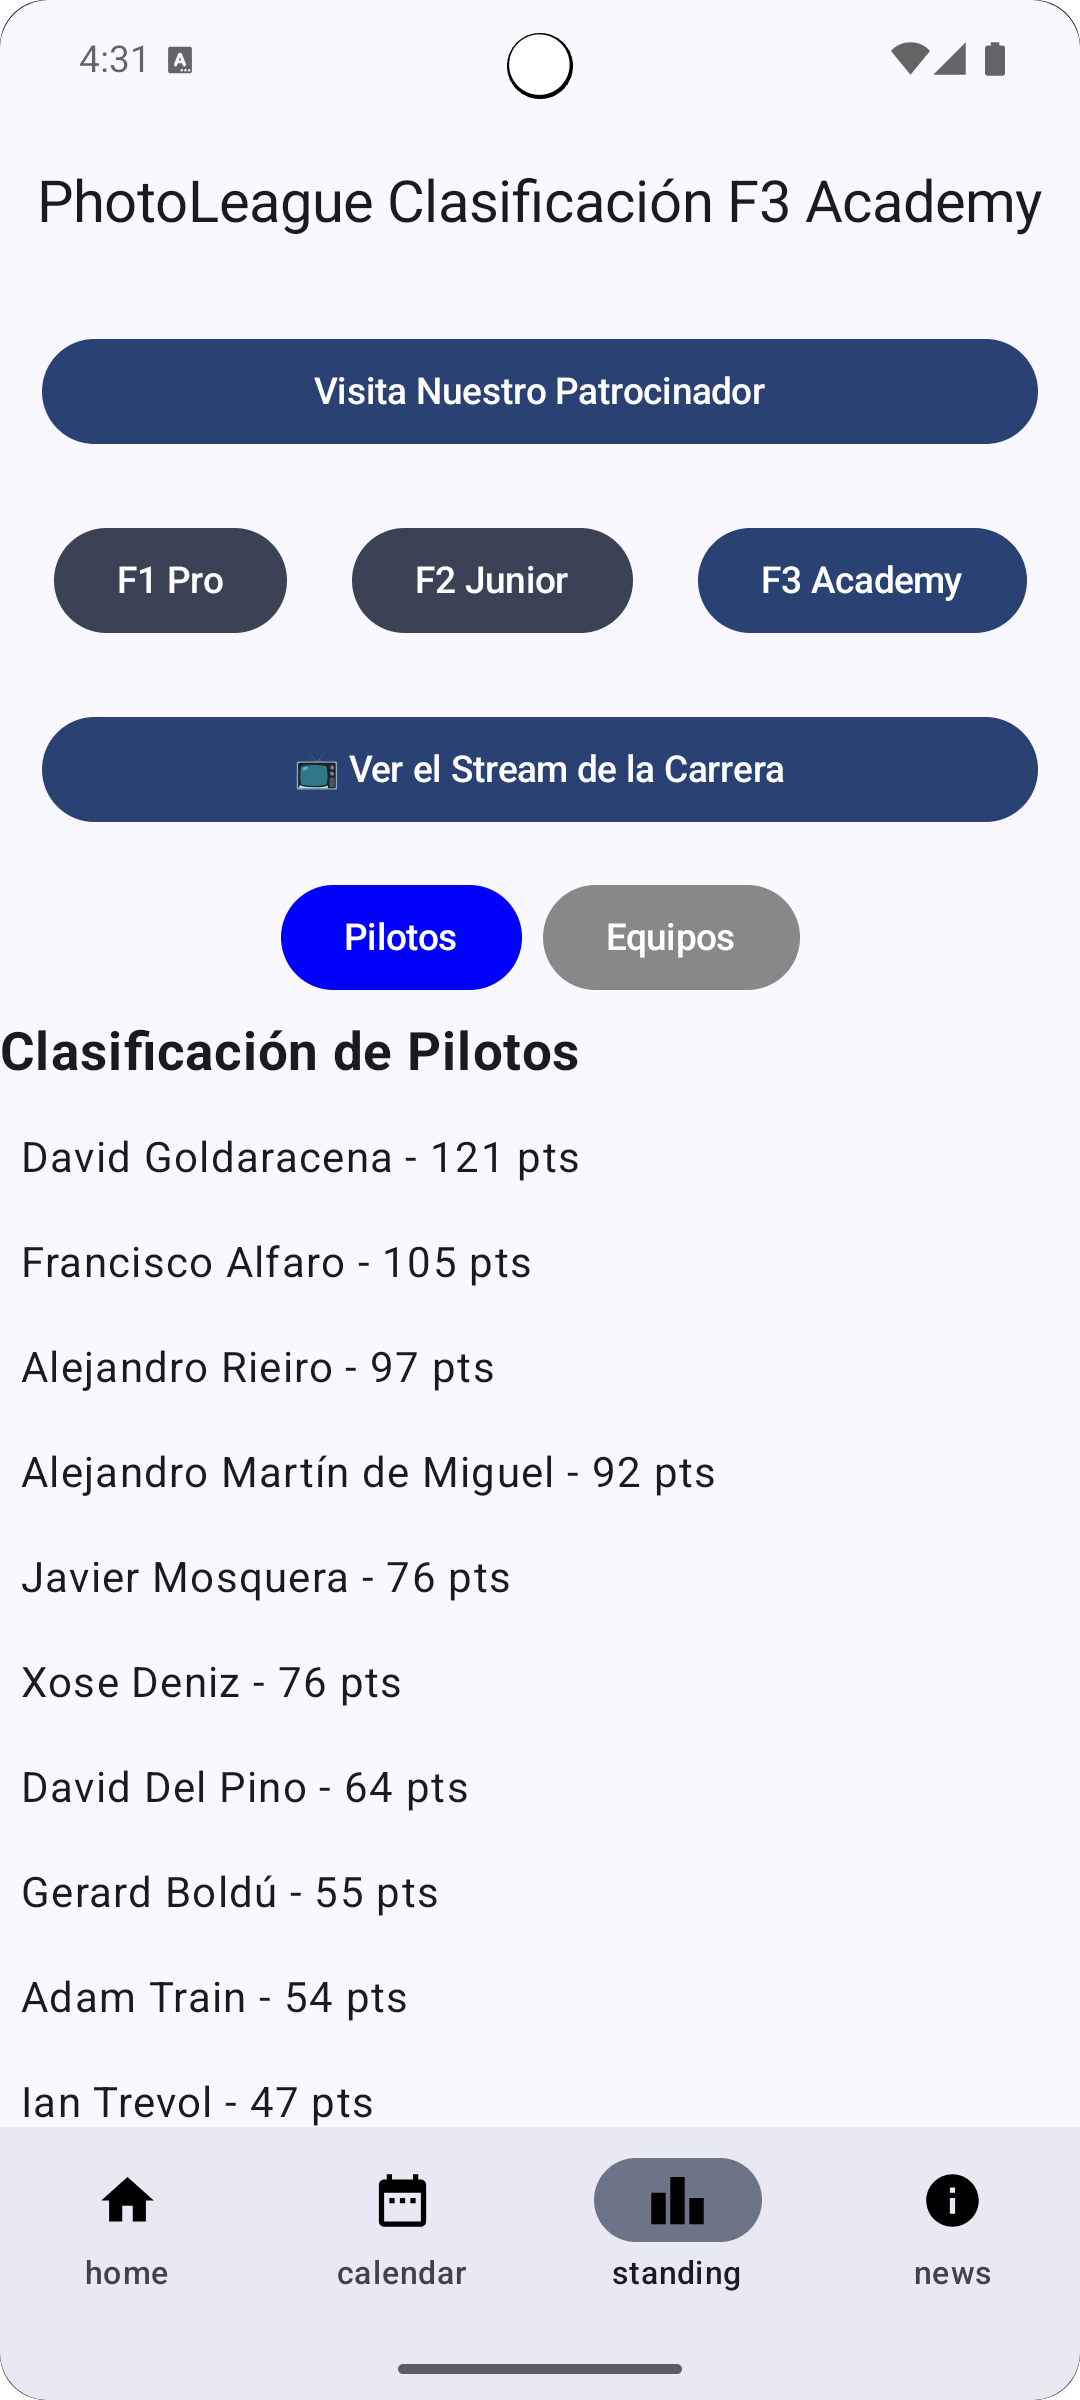 4:31
PhotoLeague Clasificación F3 Academy
Visita Nuestro Patrocinador
F1 Pro F2 Junior F3 Academy
📺 Ver el Stream de la Carrera
Pilotos Equipos
Clasificación de Pilotos
David Goldaracena - 121 pts
Francisco Alfaro - 105 pts
Alejandro Rieiro - 97 pts
Alejandro Martín de Miguel - 92 pts
Javier Mosquera - 76 pts
Xose Deniz - 76 pts
David Del Pino - 64 pts
Gerard Boldú - 55 pts
Adam Train - 54 pts
Ian Trevol - 47 pts
home calendar standing news